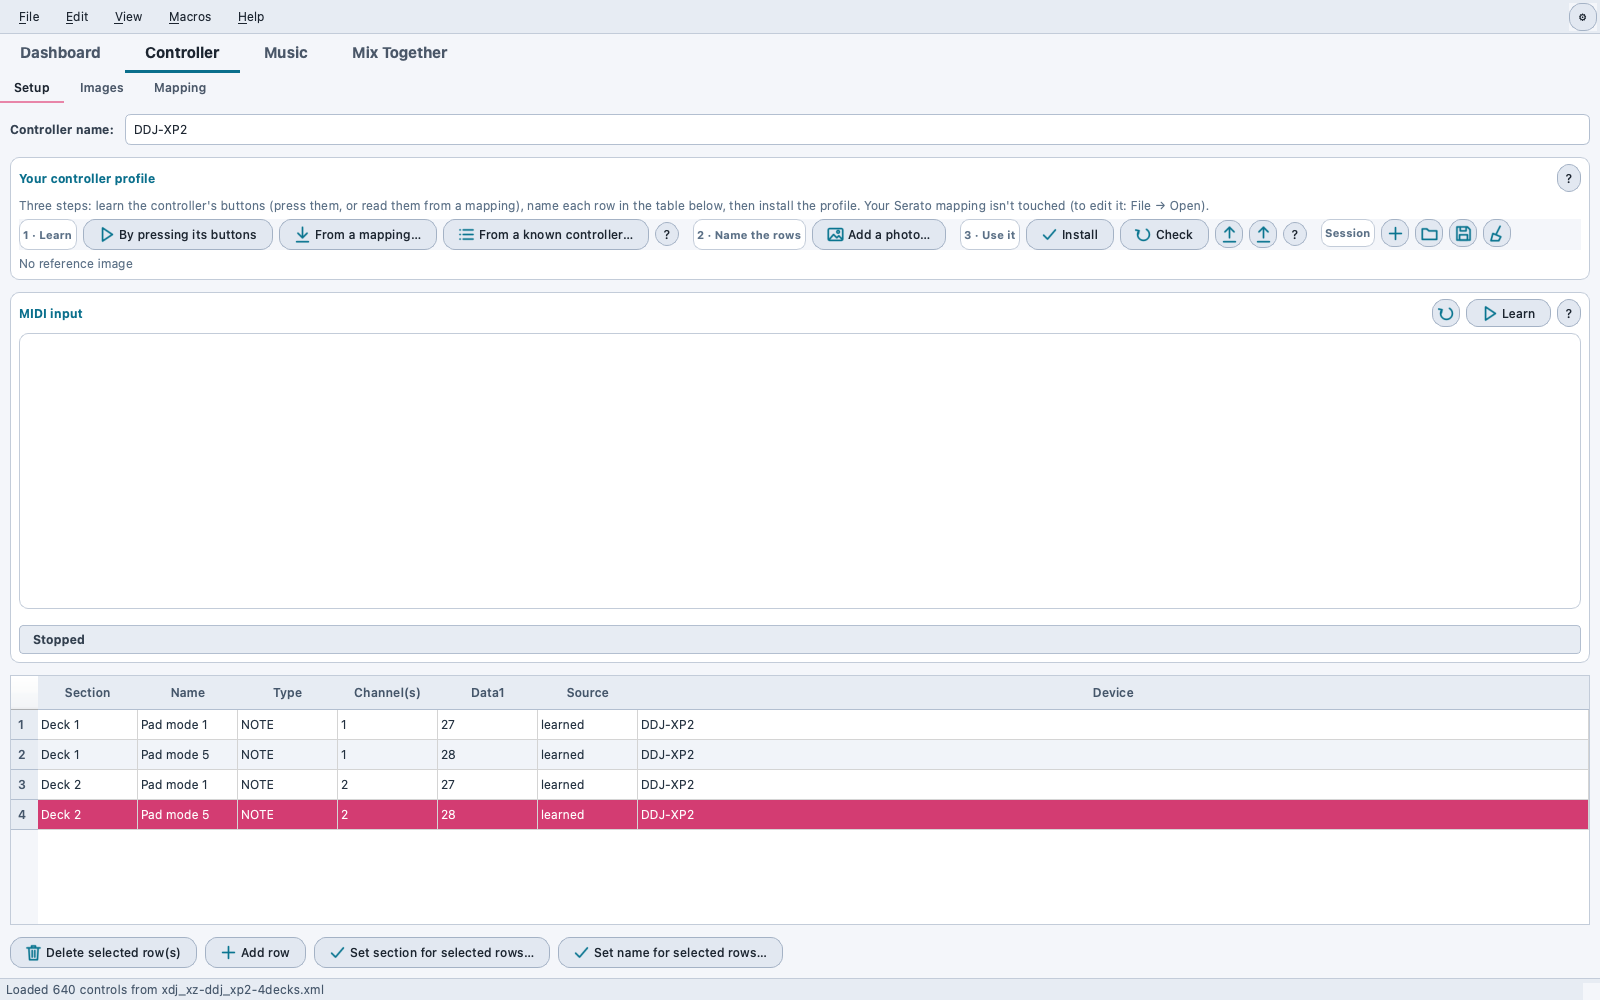 File Edit View Macros Help
Dashboard Controller Music Mix Together
Setup Images Mapping
Controller name: DDJ-XP2
Your controller profile ?
Three steps: learn the controller's buttons (press them, or read them from a mapping), name each row in the table below, then install the profile. Your Serato mapping isn't touched (to edit it: File → Open).
1 · Learn By pressing its buttons From a mapping... From a known controller... ? 2 · Name the rows Add a photo... 3 · Use it Install Check ? Session
No reference image
MIDI input Learn ?
Stopped
Section Name Type Channel(s) Data1 Source Device
1 Deck 1 Pad mode 1 NOTE 1 27 learned DDJ-XP2
2 Deck 1 Pad mode 5 NOTE 1 28 learned DDJ-XP2
3 Deck 2 Pad mode 1 NOTE 2 27 learned DDJ-XP2
4 Deck 2 Pad mode 5 NOTE 2 28 learned DDJ-XP2
Delete selected row(s) Add row Set section for selected rows... Set name for selected rows...
Loaded 640 controls from xdj_xz-ddj_xp2-4decks.xml